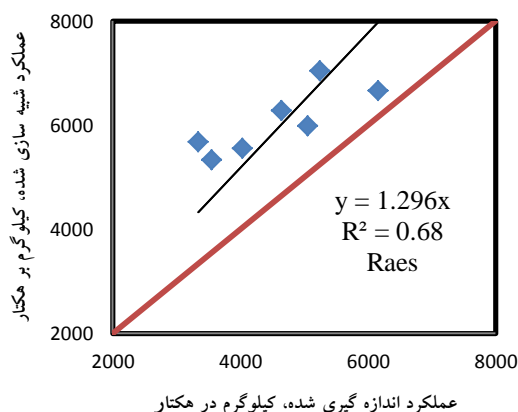 عملکرد شبیه سازی شده، کیلوگرم بر هکتار
8000
6000
4000
2000
y = 1.296x
R² = 0.68
Raes
2000 4000 6000 8000
عملکرد اندازه گیری شده، کیلوگرم در هکتار